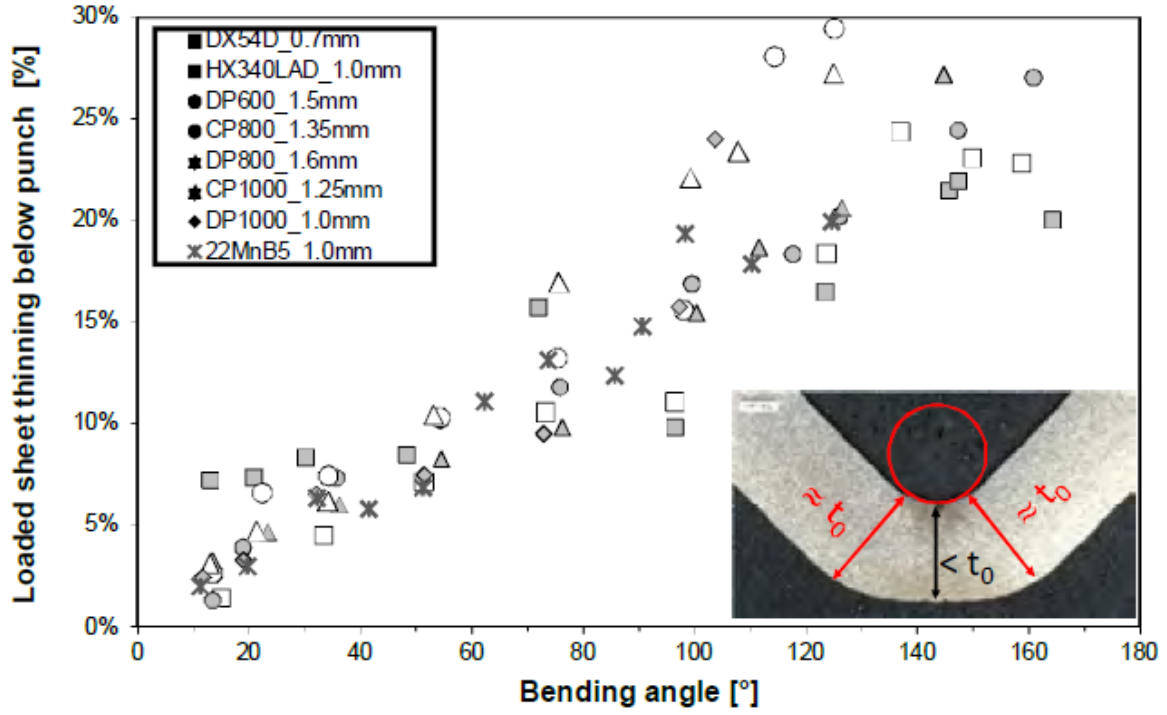 Loaded sheet thinning below punch [%]
30%
25%
20%
15%
10%
5%
0%
DX54D_0.7mm
HX340LAD_1.0mm
DP600_1.5mm
CP800_1.35mm
DP800_1.6mm
CP1000_1.25mm
DP1000_1.0mm
22MnB5_1.0mm
≈ t0
≈ t0
< t0
0 20 40 60 80 100 120 140 160 180
Bending angle [°]